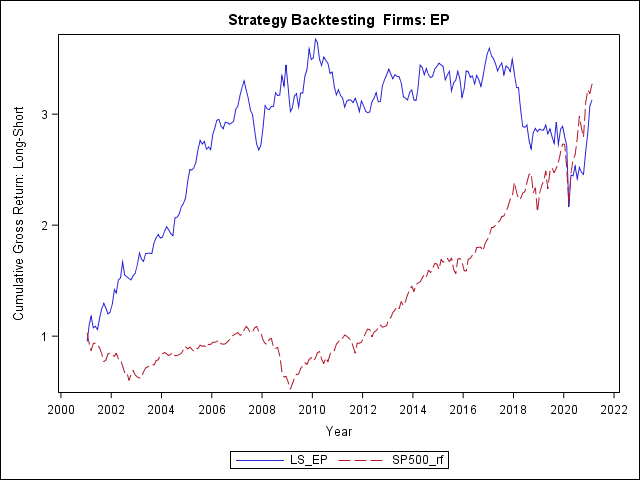 Strategy Backtesting  Firms: EP
Cumulative Gross Return: Long-Short
3
2
1
2000 2002 2004 2006 2008 2010 2012 2014 2016 2018 2020 2022
Year
LS_EP SP500_rf